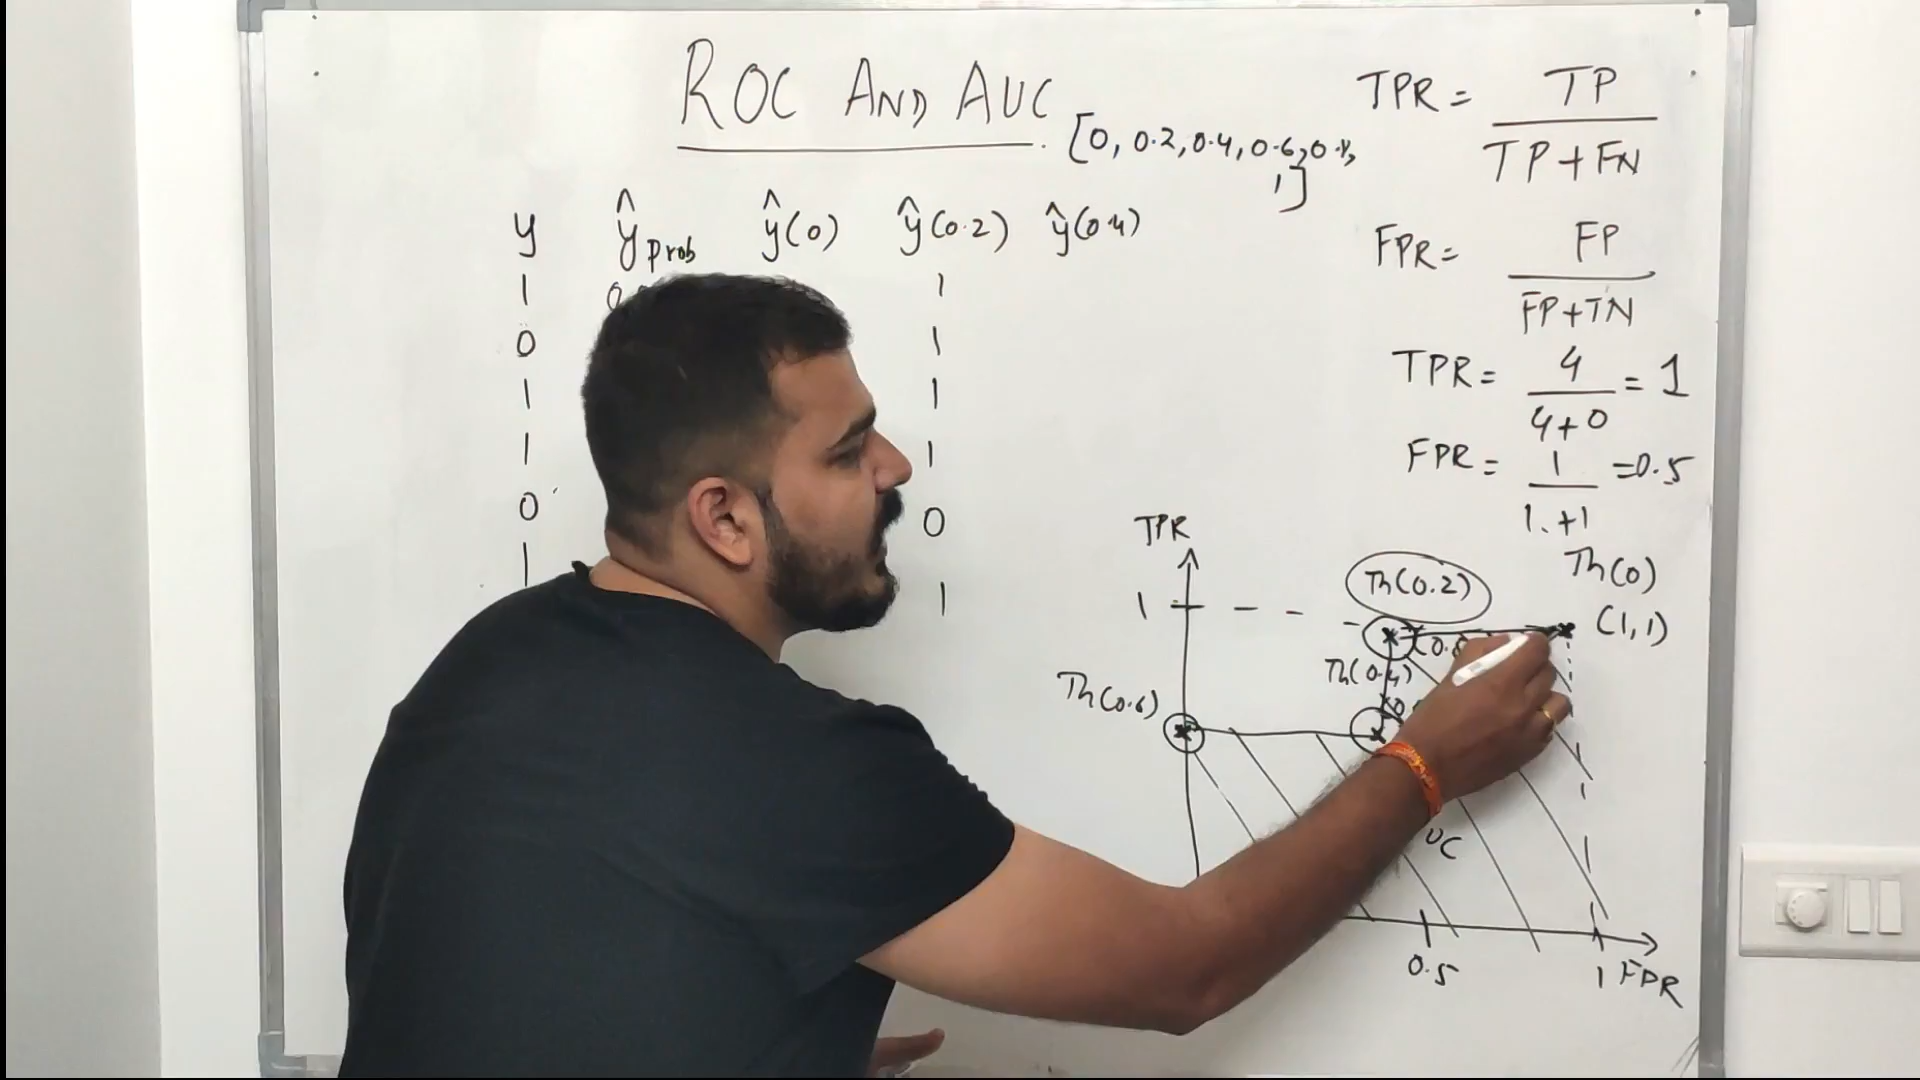 ROC AND AUC
[0, 0.2, 0.4, 0.6, 0.8,
1]
y ŷprob ŷ(0) ŷ(0.2) ŷ(0.4)
1 1
0 1
1 1
1 1
0 0
1 1
TPR = TP
TP+FN
FPR = FP
FP+TN
TPR = 4 = 1
4+0
FPR = 1 = 0.5
1+1
Th(0)
(1,1)
TPR
1
Th(0.2)
Th(0.4)
Th(0.6)
0.5
1 FPR